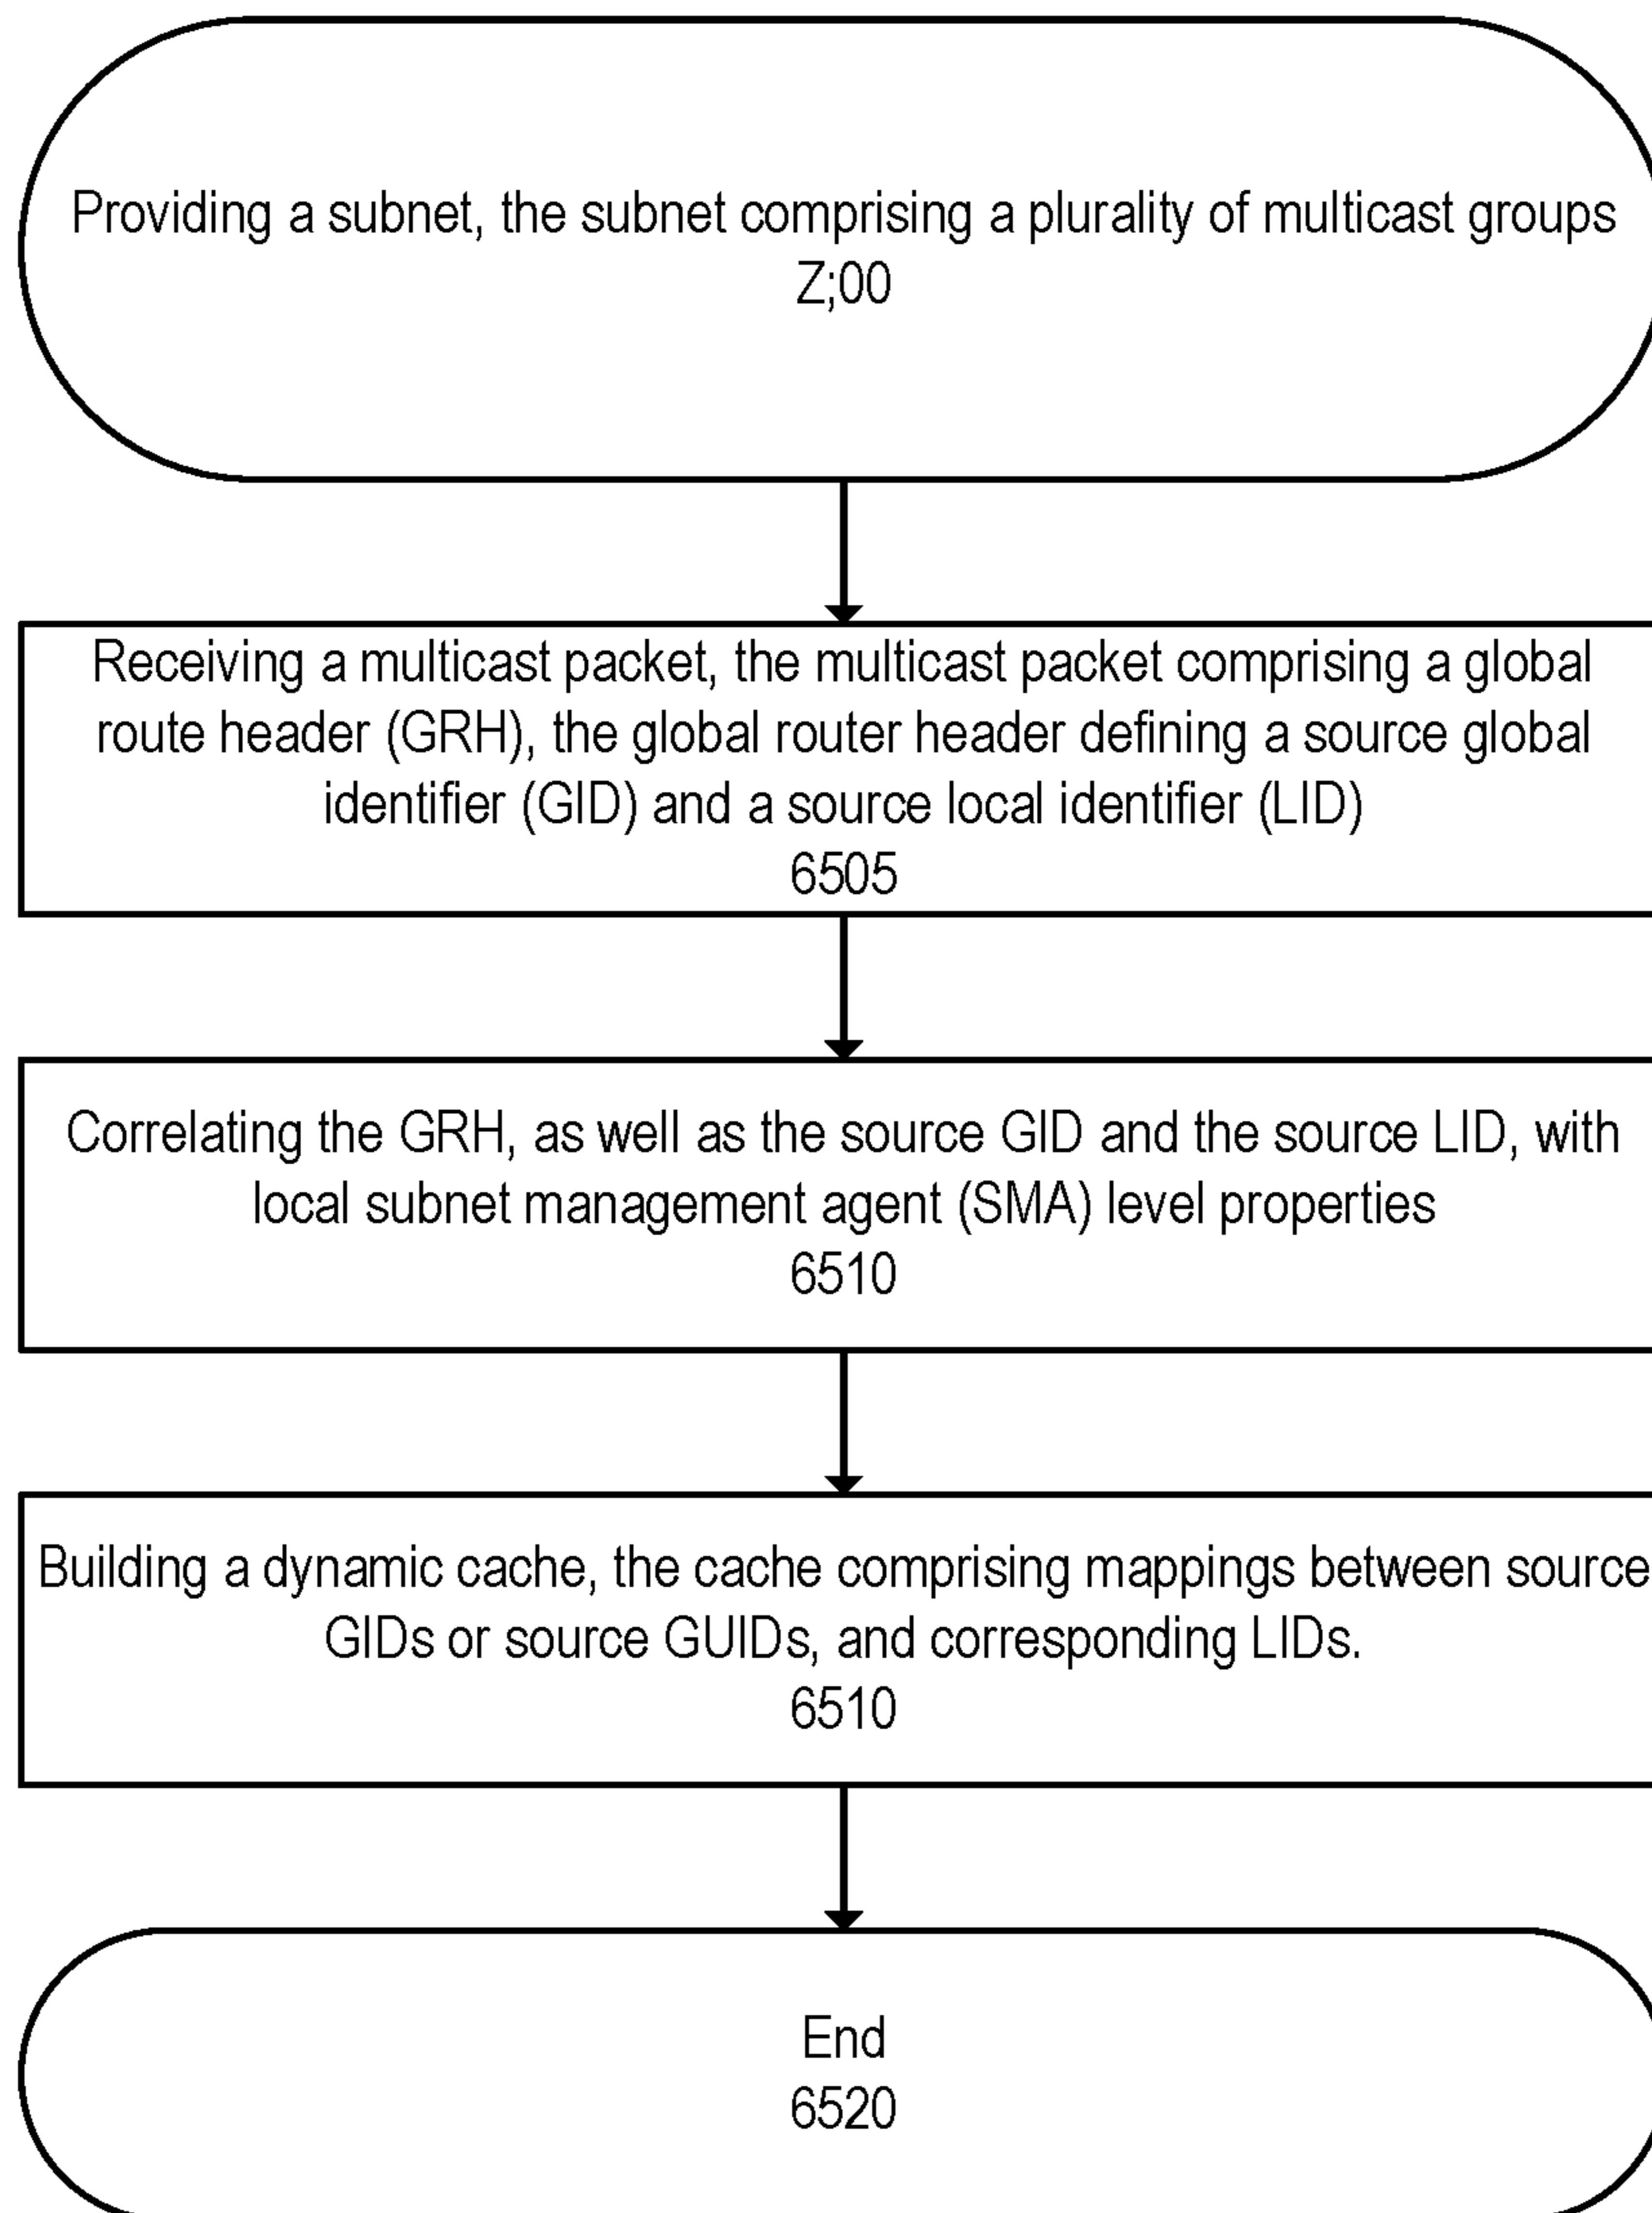 Providing a subnet, the subnet comprising a plurality of multicast groups
Z;00
Receiving a multicast packet, the multicast packet comprising a global
route header (GRH), the global router header defining a source global
identifier (GID) and a source local identifier (LID)
6505
Correlating the GRH, as well as the source GID and the source LID, with
local subnet management agent (SMA) level properties
6510
Building a dynamic cache, the cache comprising mappings between source
GIDs or source GUIDs, and corresponding LIDs.
6510
End
6520